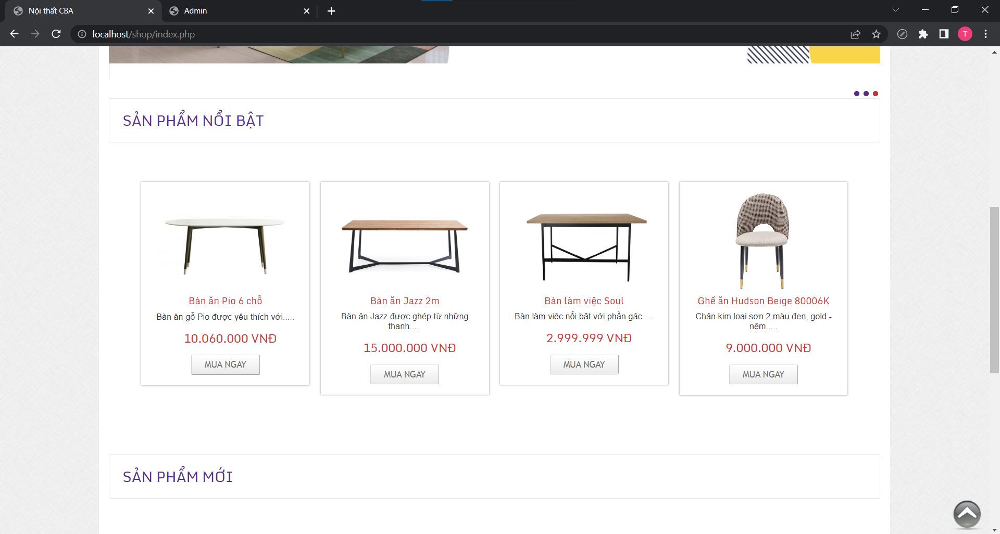 Nội thất CBA
Admin
localhost/shop/index.php
T
SẢN PHẨM NỔI BẬT
Bàn ăn Pio 6 chỗ
Bàn ăn gỗ Pio được yêu thích với.....
10.060.000 VNĐ
MUA NGAY
Bàn ăn Jazz 2m
Bàn ăn Jazz được ghép từ những
thanh.....
15.000.000 VNĐ
MUA NGAY
Bàn làm việc Soul
Bàn làm việc nổi bật với phần gác.....
2.999.999 VNĐ
MUA NGAY
Ghế ăn Hudson Beige 80006K
Chân kim loại sơn 2 màu đen, gold -
nệm.....
9.000.000 VNĐ
MUA NGAY
SẢN PHẨM MỚI